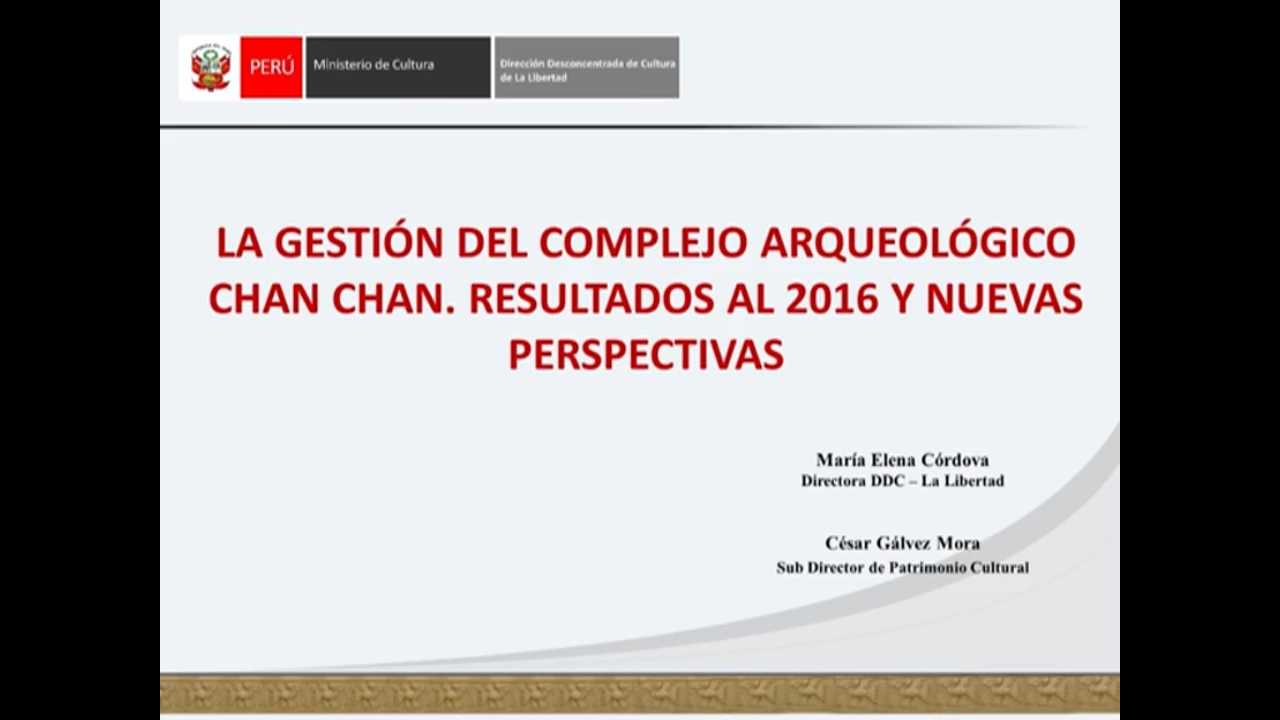 PERÚ
Ministerio de Cultura
Dirección Desconcentrada de Cultura
de La Libertad
LA GESTIÓN DEL COMPLEJO ARQUEOLÓGICO
CHAN CHAN. RESULTADOS AL 2016 Y NUEVAS
PERSPECTIVAS
María Elena Córdova
Directora DDC – La Libertad
César Gálvez Mora
Sub Director de Patrimonio Cultural